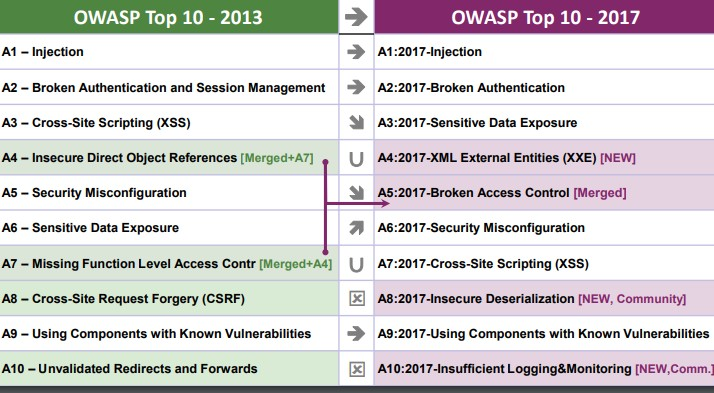 OWASP Top 10 - 2013
OWASP Top 10 - 2017
A1 – Injection
A1:2017-Injection
A2 – Broken Authentication and Session Management
A2:2017-Broken Authentication
A3 – Cross-Site Scripting (XSS)
A3:2017-Sensitive Data Exposure
A4 – Insecure Direct Object References [Merged+A7]
A4:2017-XML External Entities (XXE) [NEW]
A5 – Security Misconfiguration
A5:2017-Broken Access Control [Merged]
A6 – Sensitive Data Exposure
A6:2017-Security Misconfiguration
A7 – Missing Function Level Access Contr [Merged+A4]
A7:2017-Cross-Site Scripting (XSS)
A8 – Cross-Site Request Forgery (CSRF)
A8:2017-Insecure Deserialization [NEW, Community]
A9 – Using Components with Known Vulnerabilities
A9:2017-Using Components with Known Vulnerabilities
A10 – Unvalidated Redirects and Forwards
A10:2017-Insufficient Logging&Monitoring [NEW,Comm.]